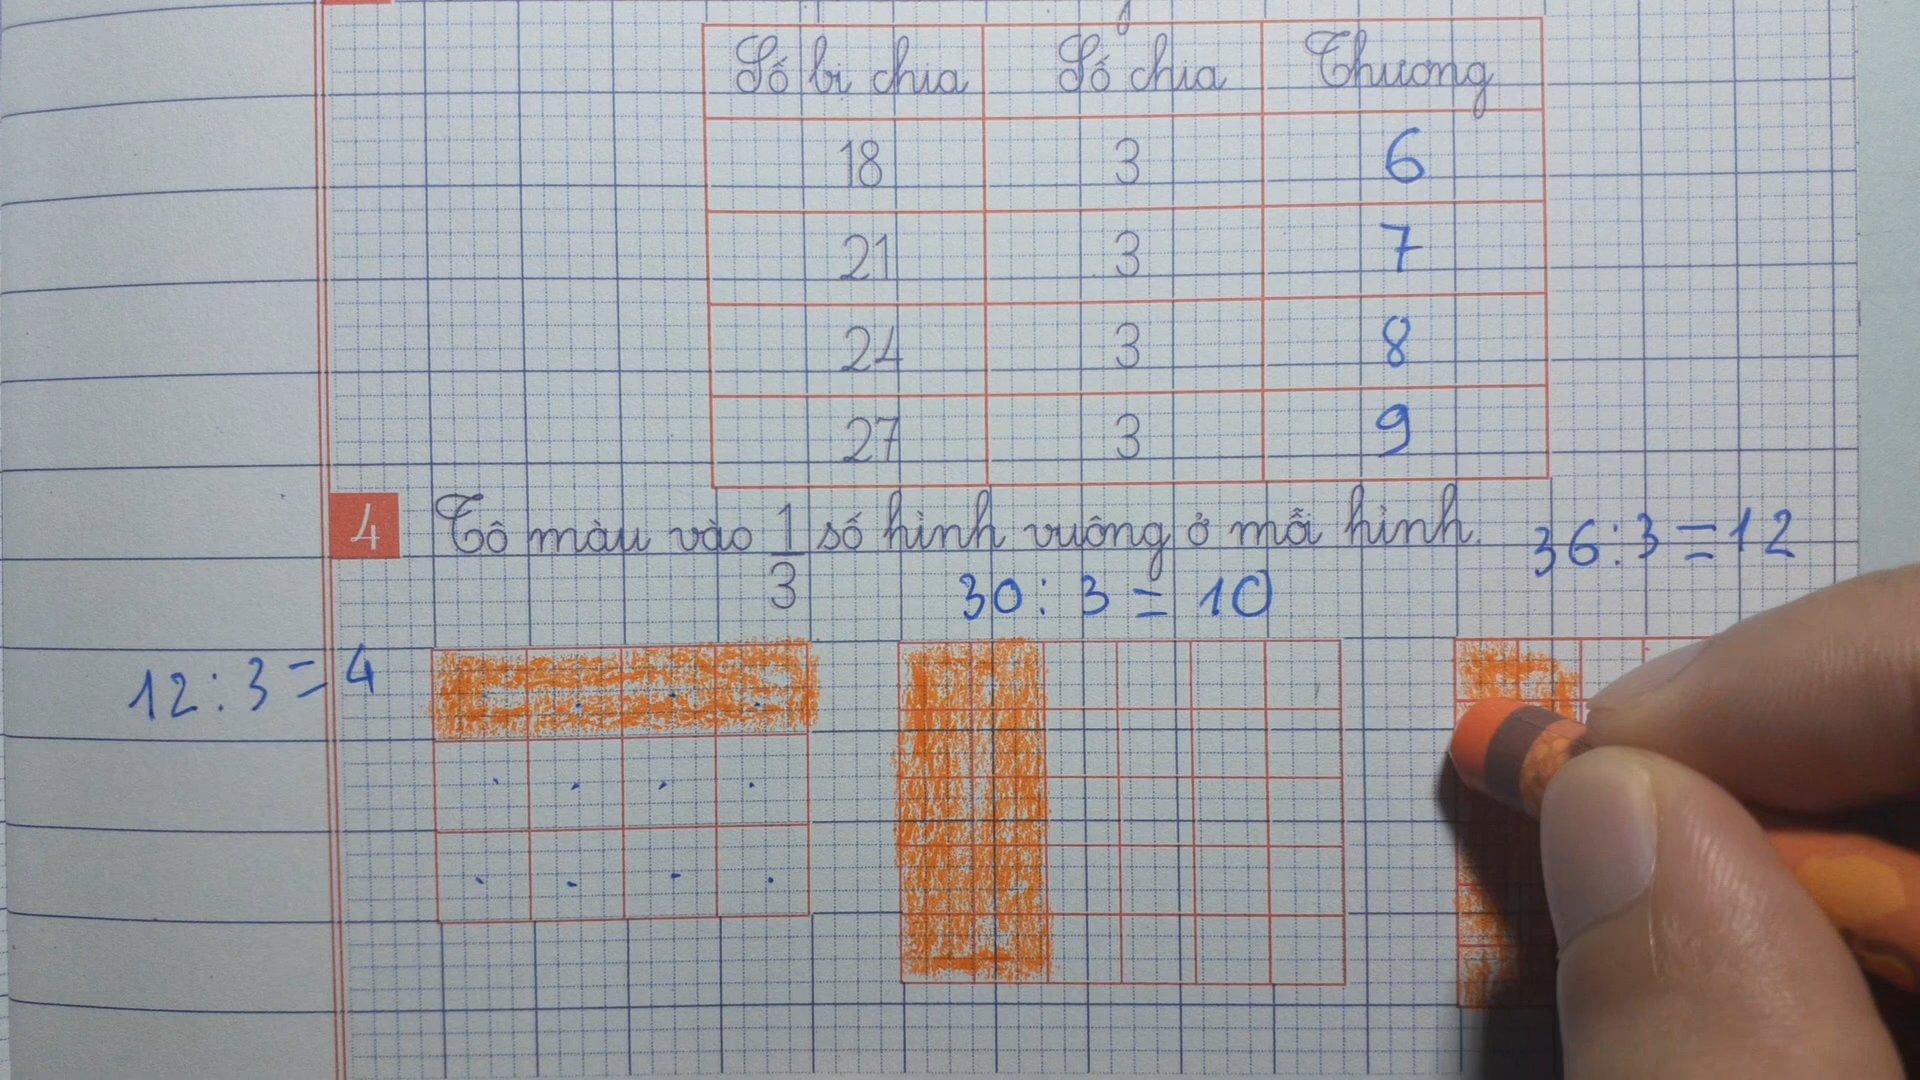 Số bị chia Số chia Thương
18 3 6
21 3 7
24 3 8
27 3 9
4 Tô màu vào 1/3 số hình vuông ở mỗi hình. 36 : 3 = 12
30 : 3 = 10
12 : 3 = 4